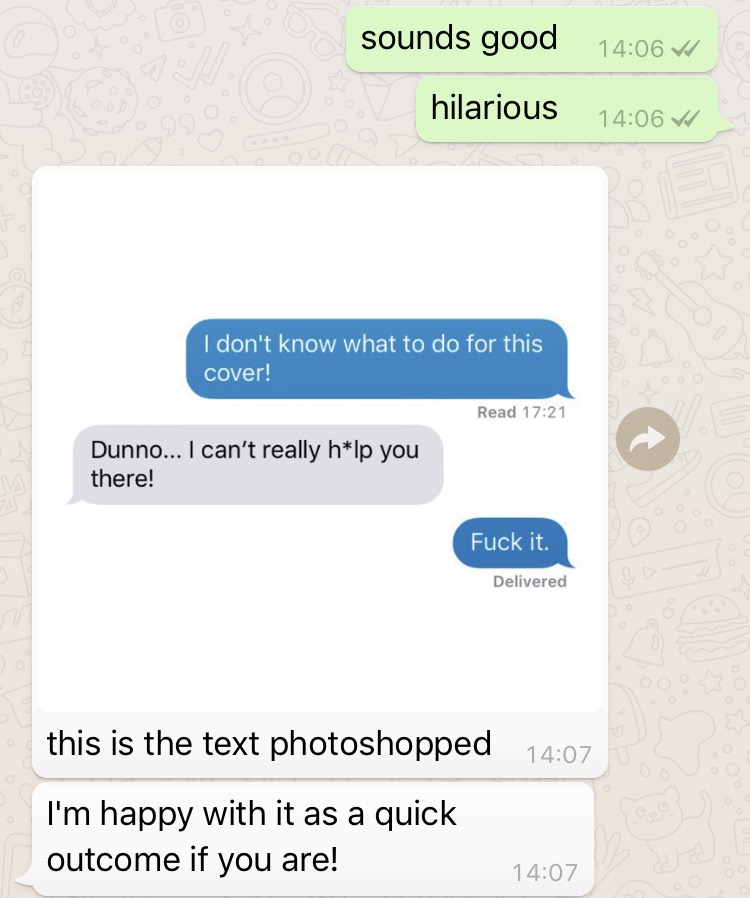 sounds good 14:06
hilarious 14:06
I don't know what to do for this
cover!
Read 17:21
Dunno... I can’t really h*lp you
there!
Fuck it.
Delivered
this is the text photoshopped 14:07
I'm happy with it as a quick
outcome if you are! 14:07